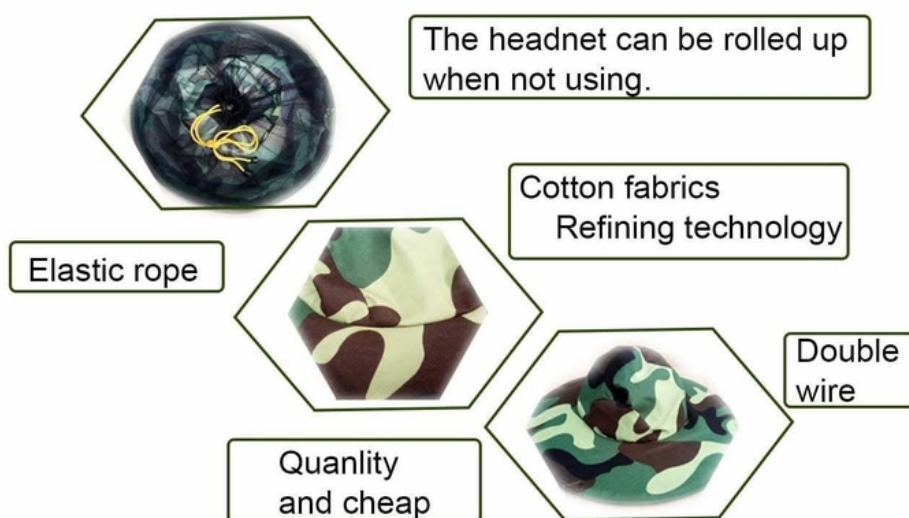 The headnet can be rolled up
when not using.
Cotton fabrics
Refining technology
Elastic rope
Double
wire
Quanlity
and cheap